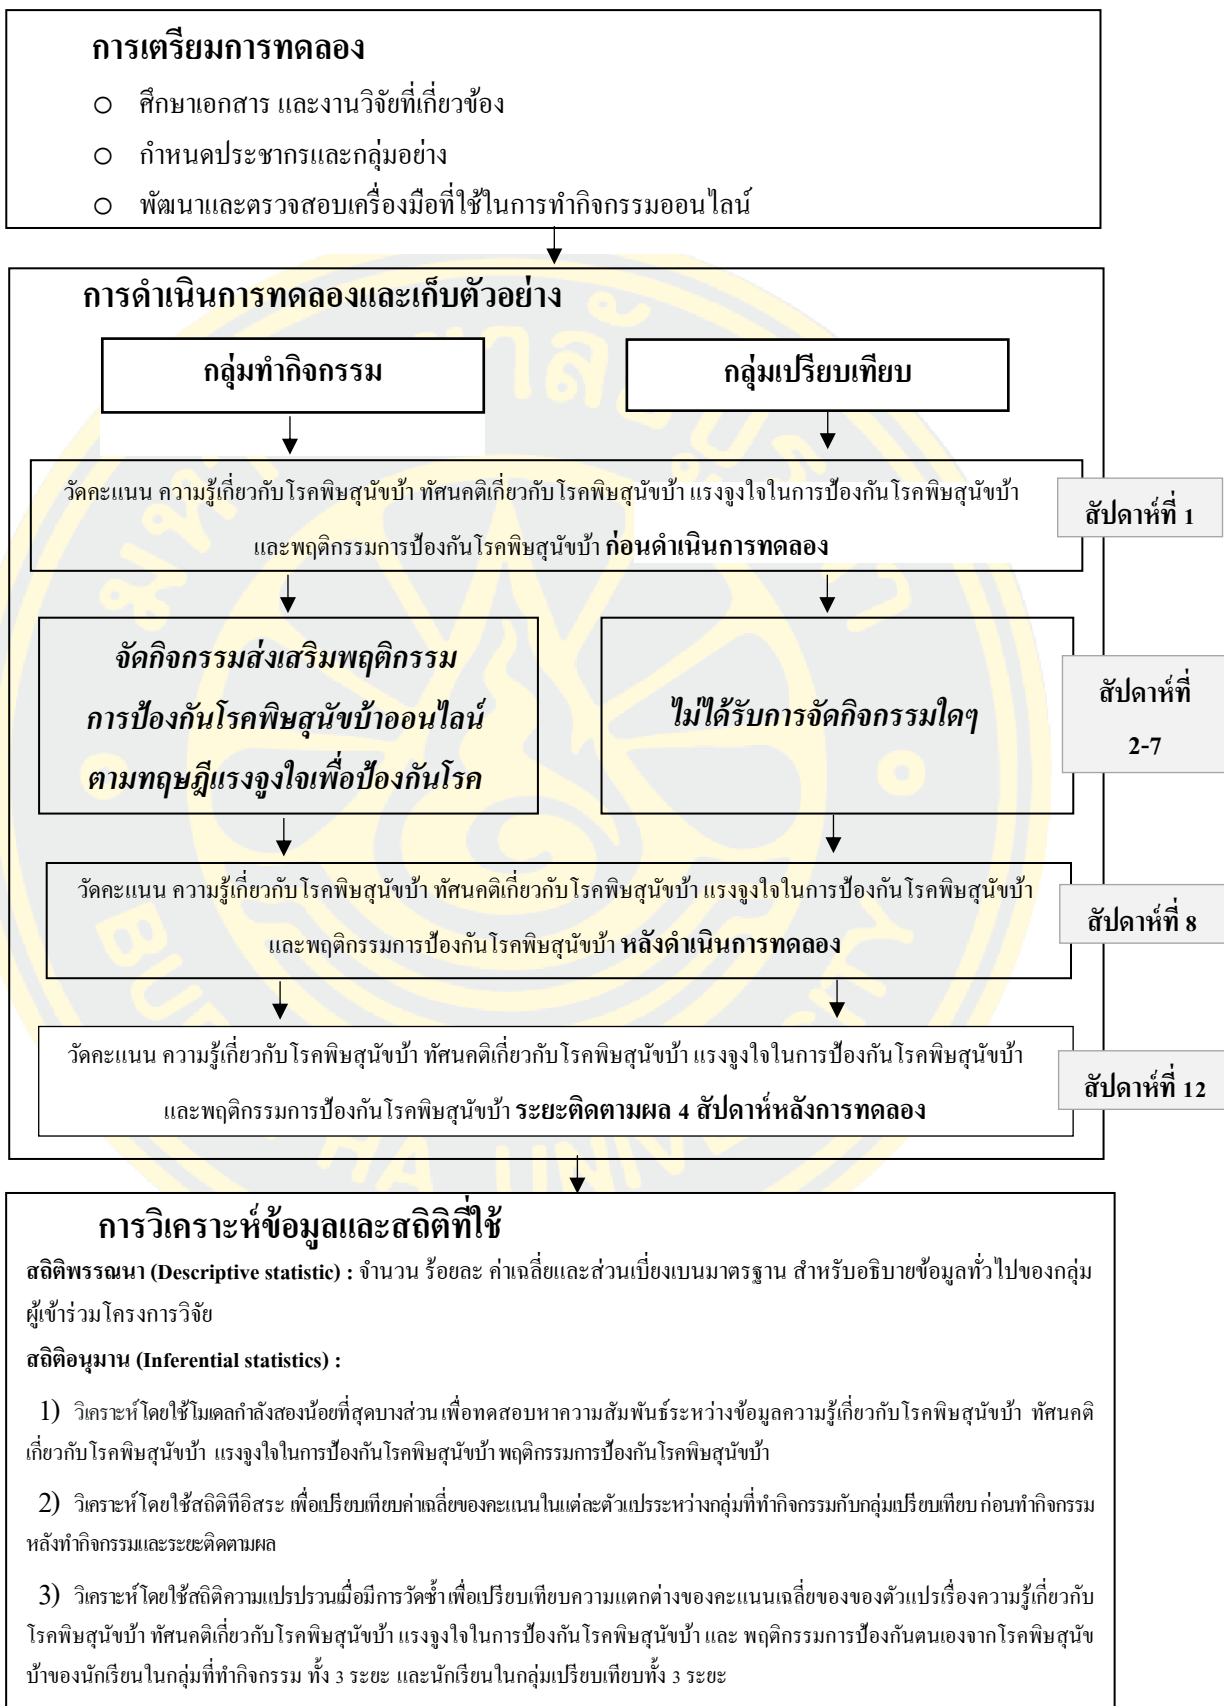 การเตรียมการทดลอง
○ ศึกษาเอกสาร และงานวิจัยที่เกี่ยวข้อง
○ กำหนดประชากรและกลุ่มอย่าง
○ พัฒนาและตรวจสอบเครื่องมือที่ใช้ในการทำกิจกรรมออนไลน์
การดำเนินการทดลองและเก็บตัวอย่าง
กลุ่มทำกิจกรรม
กลุ่มเปรียบเทียบ
วัดคะแนน ความรู้เกี่ยวกับโรคพิษสุนัขบ้า ทัศนคติเกี่ยวกับโรคพิษสุนัขบ้า แรงจูงใจในการป้องกันโรคพิษสุนัขบ้า
และพฤติกรรมการป้องกันโรคพิษสุนัขบ้า ก่อนดำเนินการทดลอง
สัปดาห์ที่ 1
จัดกิจกรรมส่งเสริมพฤติกรรม
การป้องกันโรคพิษสุนัขบ้าออนไลน์
ตามทฤษฎีแรงจูงใจเพื่อป้องกันโรค
ไม่ได้รับการจัดกิจกรรมใดๆ
สัปดาห์ที่
2-7
วัดคะแนน ความรู้เกี่ยวกับโรคพิษสุนัขบ้า ทัศนคติเกี่ยวกับโรคพิษสุนัขบ้า แรงจูงใจในการป้องกันโรคพิษสุนัขบ้า
และพฤติกรรมการป้องกันโรคพิษสุนัขบ้า หลังดำเนินการทดลอง
สัปดาห์ที่ 8
วัดคะแนน ความรู้เกี่ยวกับโรคพิษสุนัขบ้า ทัศนคติเกี่ยวกับโรคพิษสุนัขบ้า แรงจูงใจในการป้องกันโรคพิษสุนัขบ้า
และพฤติกรรมการป้องกันโรคพิษสุนัขบ้า ระยะติดตามผล 4 สัปดาห์หลังการทดลอง
สัปดาห์ที่ 12
การวิเคราะห์ข้อมูลและสถิติที่ใช้
สถิติพรรณนา (Descriptive statistic) : จำนวน ร้อยละ ค่าเฉลี่ยและส่วนเบี่ยงเบนมาตรฐาน สำหรับอธิบายข้อมูลทั่วไปของกลุ่ม
ผู้เข้าร่วมโครงการวิจัย
สถิติอนุมาน (Inferential statistics) :
1) วิเคราะห์โดยใช้โมเดลกำลังสองน้อยที่สุดบางส่วน เพื่อทดสอบหาความสัมพันธ์ระหว่างข้อมูลความรู้เกี่ยวกับโรคพิษสุนัขบ้า ทัศนคติ
เกี่ยวกับโรคพิษสุนัขบ้า แรงจูงใจในการป้องกันโรคพิษสุนัขบ้า พฤติกรรมการป้องกันโรคพิษสุนัขบ้า
2) วิเคราะห์โดยใช้สถิติทีอิสระ เพื่อเปรียบเทียบค่าเฉลี่ยของคะแนนในแต่ละตัวแปรระหว่างกลุ่มที่ทำกิจกรรมกับกลุ่มเปรียบเทียบ ก่อนทำกิจกรรม
หลังทำกิจกรรมและระยะติดตามผล
3) วิเคราะห์โดยใช้สถิติความแปรปรวนเมื่อมีการวัดซ้ำ เพื่อเปรียบเทียบความแตกต่างของคะแนนเฉลี่ยของของตัวแปรเรื่องความรู้เกี่ยวกับ
โรคพิษสุนัขบ้า ทัศนคติเกี่ยวกับโรคพิษสุนัขบ้า แรงจูงใจในการป้องกันโรคพิษสุนัขบ้า และ พฤติกรรมการป้องกันตนเองจากโรคพิษสุนัข
บ้าของนักเรียนในกลุ่มที่ทำกิจกรรม ทั้ง 3 ระยะ และนักเรียนในกลุ่มเปรียบเทียบทั้ง 3 ระยะ